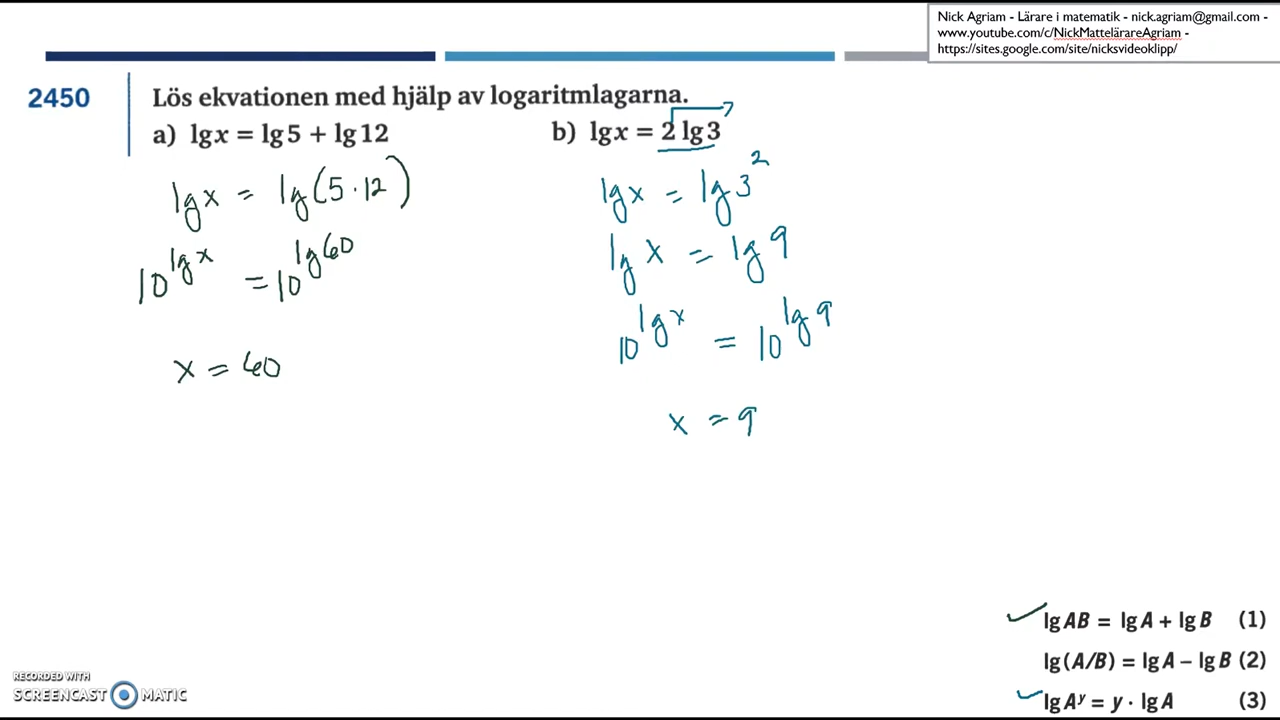 Nick Agriam - Lärare i matematik - nick.agriam@gmail.com -
www.youtube.com/c/NickMattelärareAgriam -
https://sites.google.com/site/nicksvideoklipp/
2450 Lös ekvationen med hjälp av logaritmlagarna.
a) lg x = lg 5 + lg 12
lg x = lg(5 · 12)
10^{lg x} = 10^{lg 60}
x = 60
b) lg x = 2 lg 3
lg x = lg 3²
lg x = lg 9
10^{lg x} = 10^{lg 9}
x = 9
lg AB = lg A + lg B (1)
lg (A/B) = lg A – lg B (2)
lg A^y = y · lg A (3)
RECORDED WITH
SCREENCAST MATIC